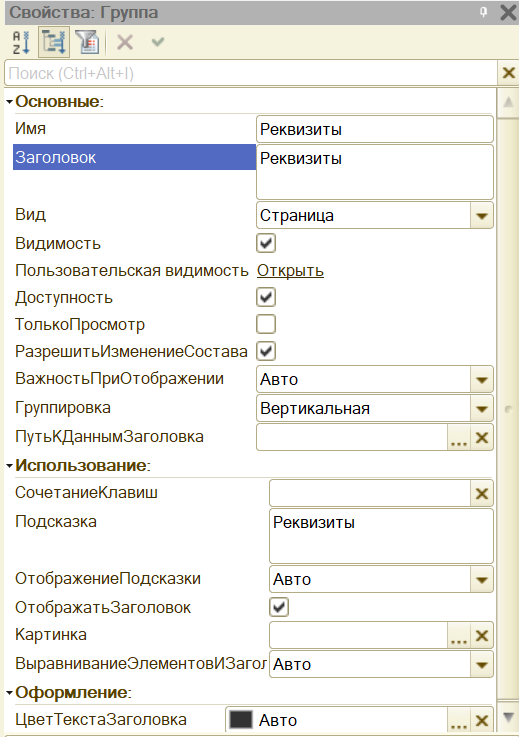 Свойства: Группа
A
Z
Поиск (Ctrl+Alt+I)
Основные:
Имя Реквизиты
Заголовок Реквизиты
Вид Страница
Видимость
Пользовательская видимость Открыть
Доступность
ТолькоПросмотр
РазрешитьИзменениеСостава
ВажностьПриОтображении Авто
Группировка Вертикальная
ПутьКДаннымЗаголовка ...
Использование:
СочетаниеКлавиш
Подсказка Реквизиты
ОтображениеПодсказки Авто
ОтображатьЗаголовок
Картинка ...
ВыравниваниеЭлементовИЗагол Авто
Оформление:
ЦветТекстаЗаголовка Авто ...